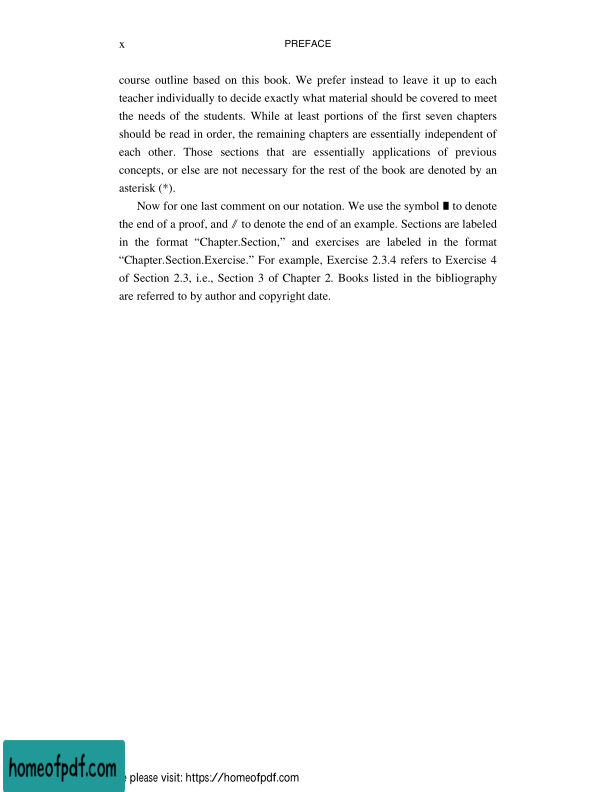 x PREFACE
course outline based on this book. We prefer instead to leave it up to each
teacher individually to decide exactly what material should be covered to meet
the needs of the students. While at least portions of the first seven chapters
should be read in order, the remaining chapters are essentially independent of
each other. Those sections that are essentially applications of previous
concepts, or else are not necessary for the rest of the book are denoted by an
asterisk (*).
Now for one last comment on our notation. We use the symbol ∎ to denote
the end of a proof, and // to denote the end of an example. Sections are labeled
in the format “Chapter.Section,” and exercises are labeled in the format
“Chapter.Section.Exercise.” For example, Exercise 2.3.4 refers to Exercise 4
of Section 2.3, i.e., Section 3 of Chapter 2. Books listed in the bibliography
are referred to by author and copyright date.
homeofpdf.com
please visit: https://homeofpdf.com